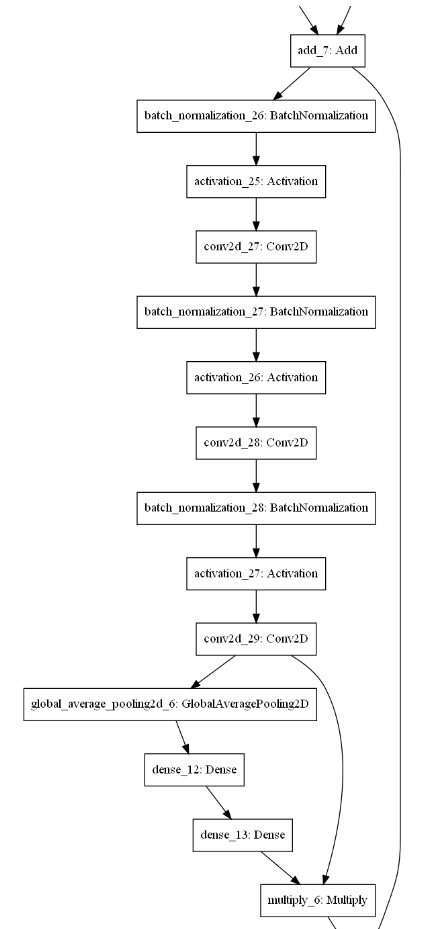 add_7: Add
batch_normalization_26: BatchNormalization
activation_25: Activation
conv2d_27: Conv2D
batch_normalization_27: BatchNormalization
activation_26: Activation
conv2d_28: Conv2D
batch_normalization_28: BatchNormalization
activation_27: Activation
conv2d_29: Conv2D
global_average_pooling2d_6: GlobalAveragePooling2D
dense_12: Dense
dense_13: Dense
multiply_6: Multiply